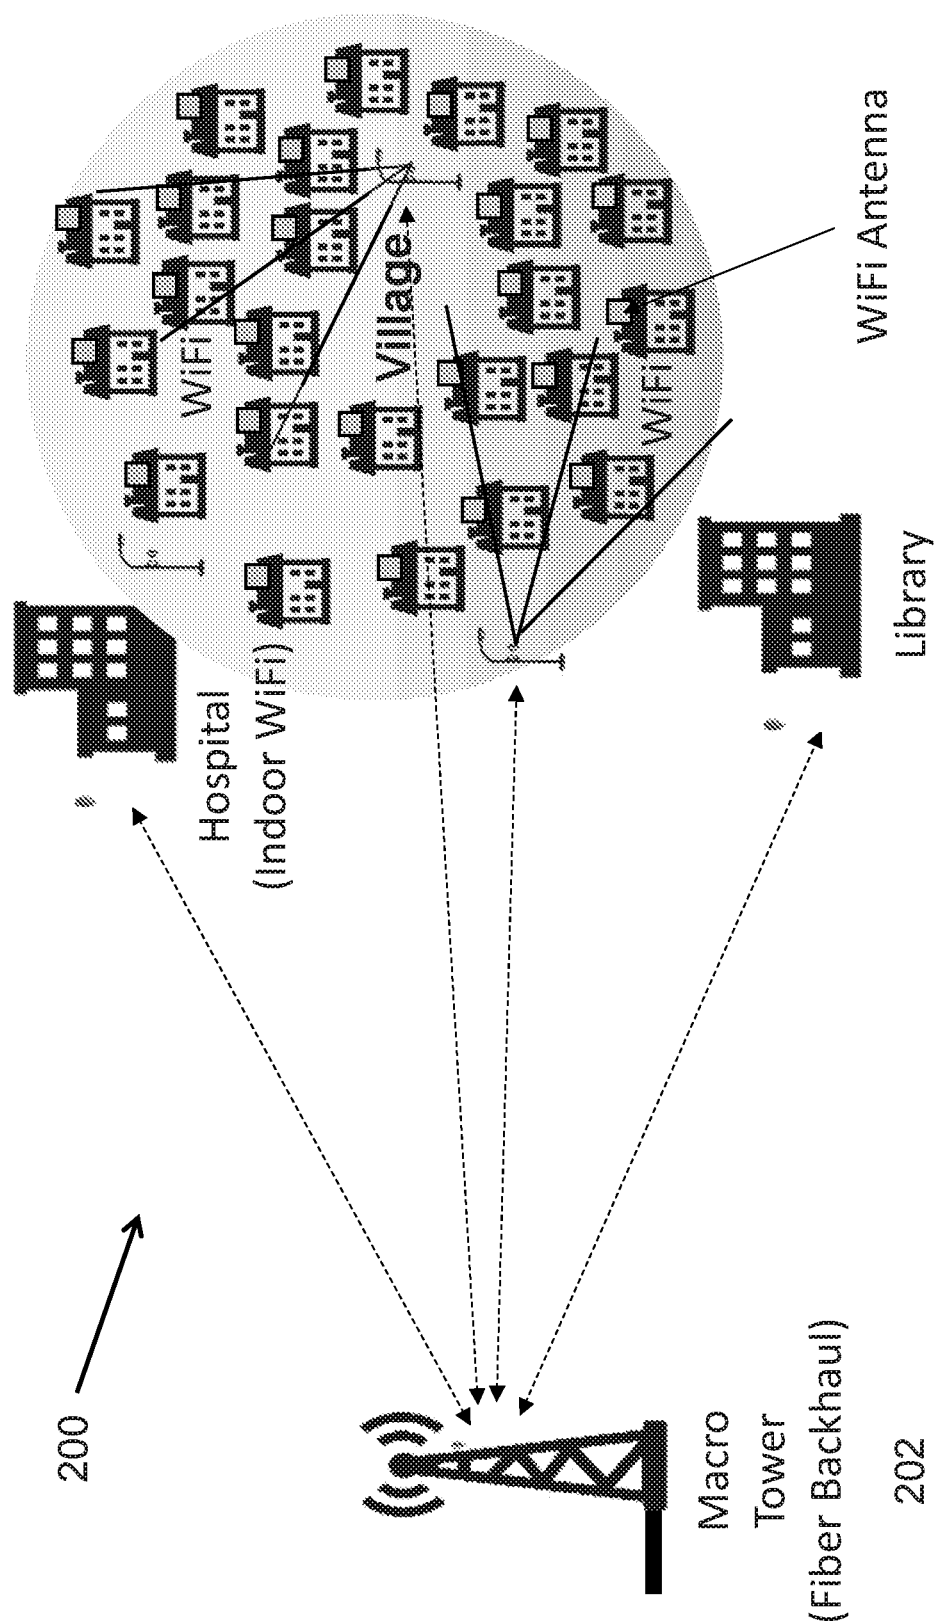 200
Hospital
(Indoor WiFi)
WiFi
Village
WiFi
WiFi Antenna
Library
Macro
Tower
(Fiber Backhaul)
202